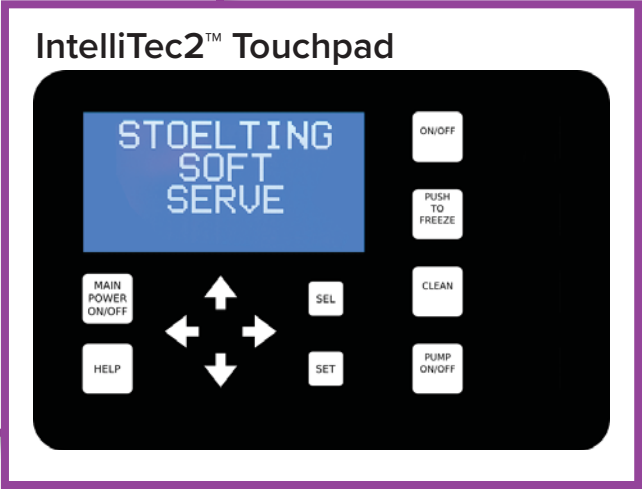 IntelliTec2™ Touchpad
STOELTING
SOFT
SERVE
ON/OFF
PUSH
TO
FREEZE
CLEAN
PUMP
ON/OFF
MAIN
POWER
ON/OFF
HELP
SEL
SET